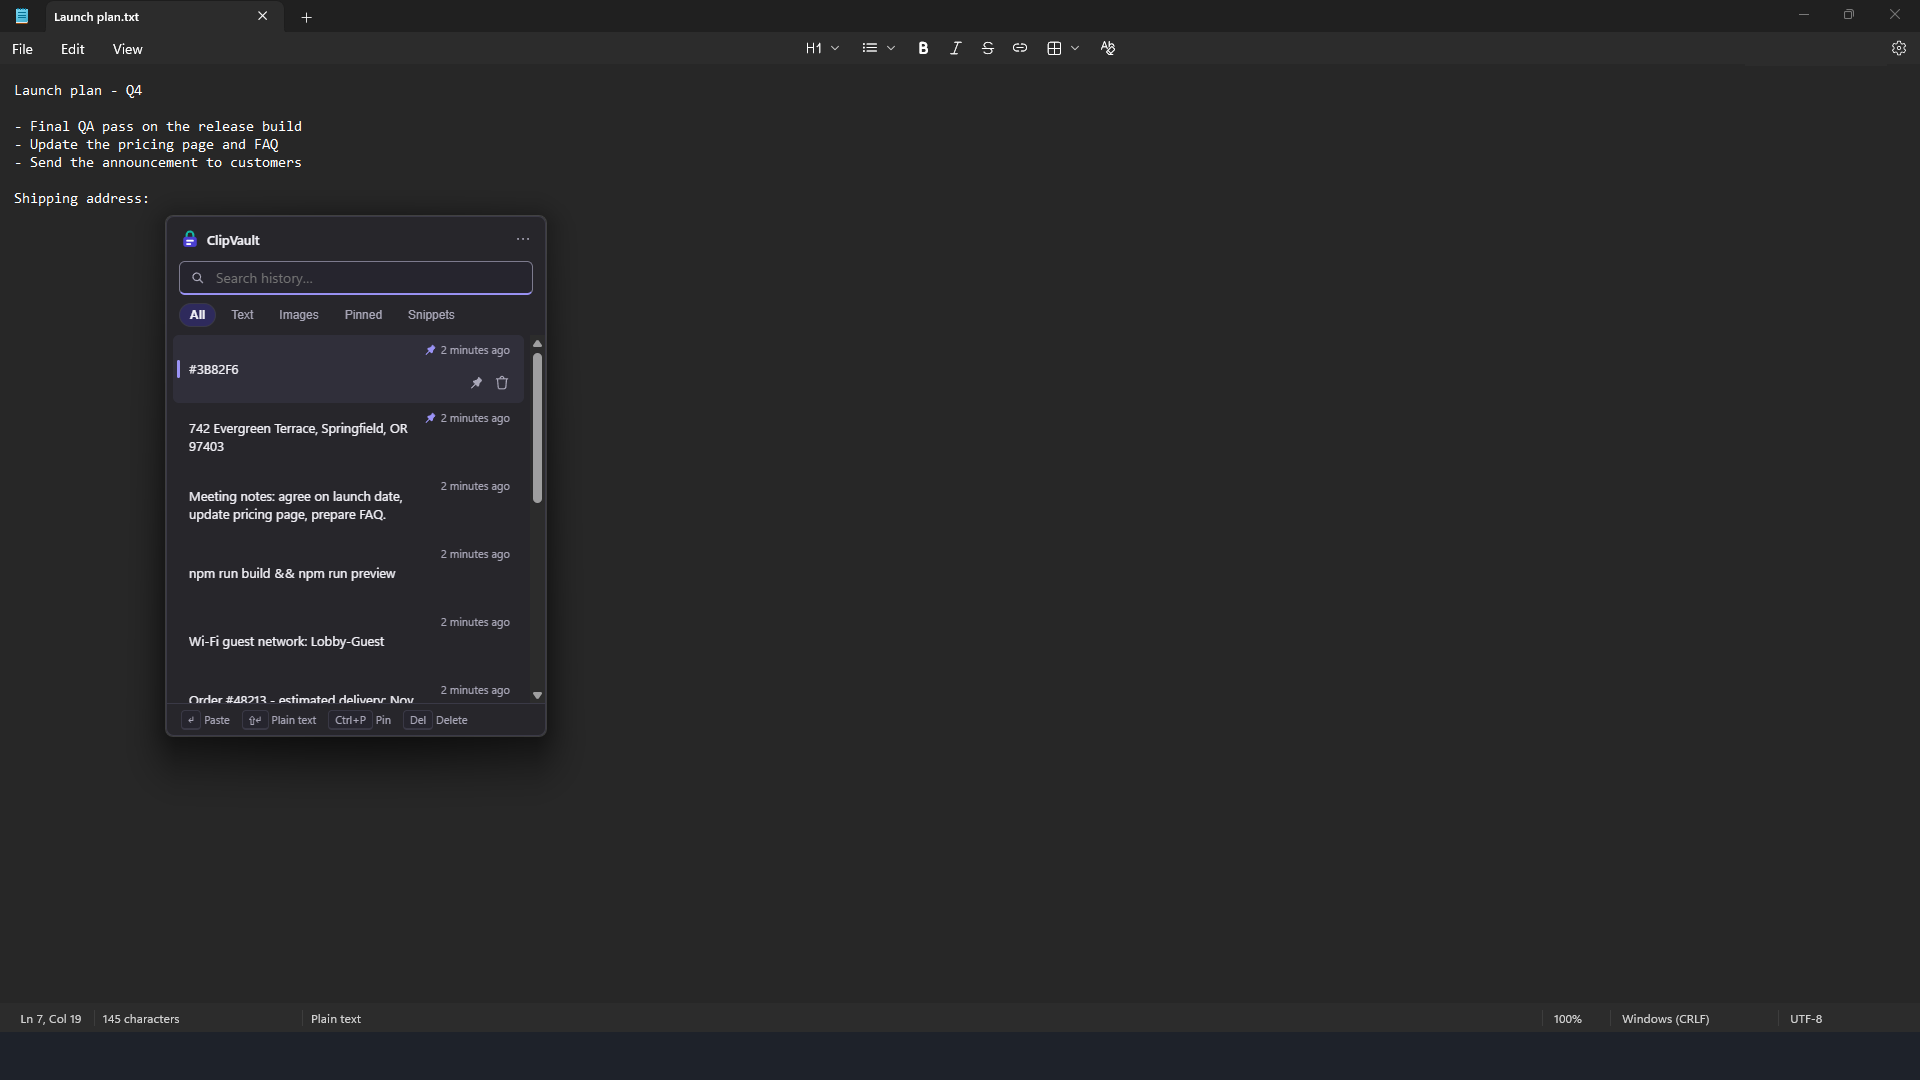 Launch plan.txt
File Edit View
H1
Launch plan - Q4
- Final QA pass on the release build
- Update the pricing page and FAQ
- Send the announcement to customers
Shipping address:
ClipVault
Search history...
All Text Images Pinned Snippets
2 minutes ago
#3B82F6
2 minutes ago
742 Evergreen Terrace, Springfield, OR
97403
2 minutes ago
Meeting notes: agree on launch date,
update pricing page, prepare FAQ.
2 minutes ago
npm run build && npm run preview
2 minutes ago
Wi-Fi guest network: Lobby-Guest
2 minutes ago
Order #48213 - estimated delivery: Nov
Paste Plain text Ctrl+P Pin Del Delete
Ln 7, Col 19 145 characters Plain text 100% Windows (CRLF) UTF-8